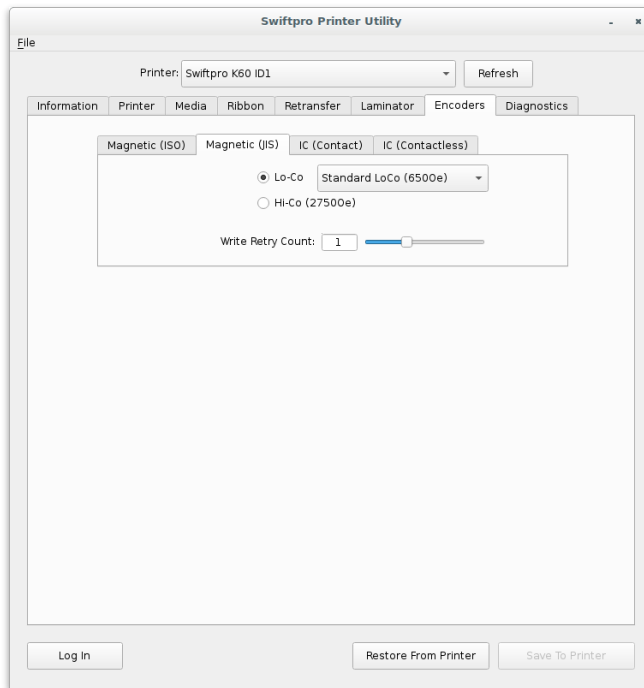 Swiftpro Printer Utility
File
Printer: Swiftpro K60 ID1 Refresh
Information Printer Media Ribbon Retransfer Laminator Encoders Diagnostics
Magnetic (ISO) Magnetic (JIS) IC (Contact) IC (Contactless)
Lo-Co Standard LoCo (650Oe)
Hi-Co (2750Oe)
Write Retry Count: 1
Log In Restore From Printer Save To Printer